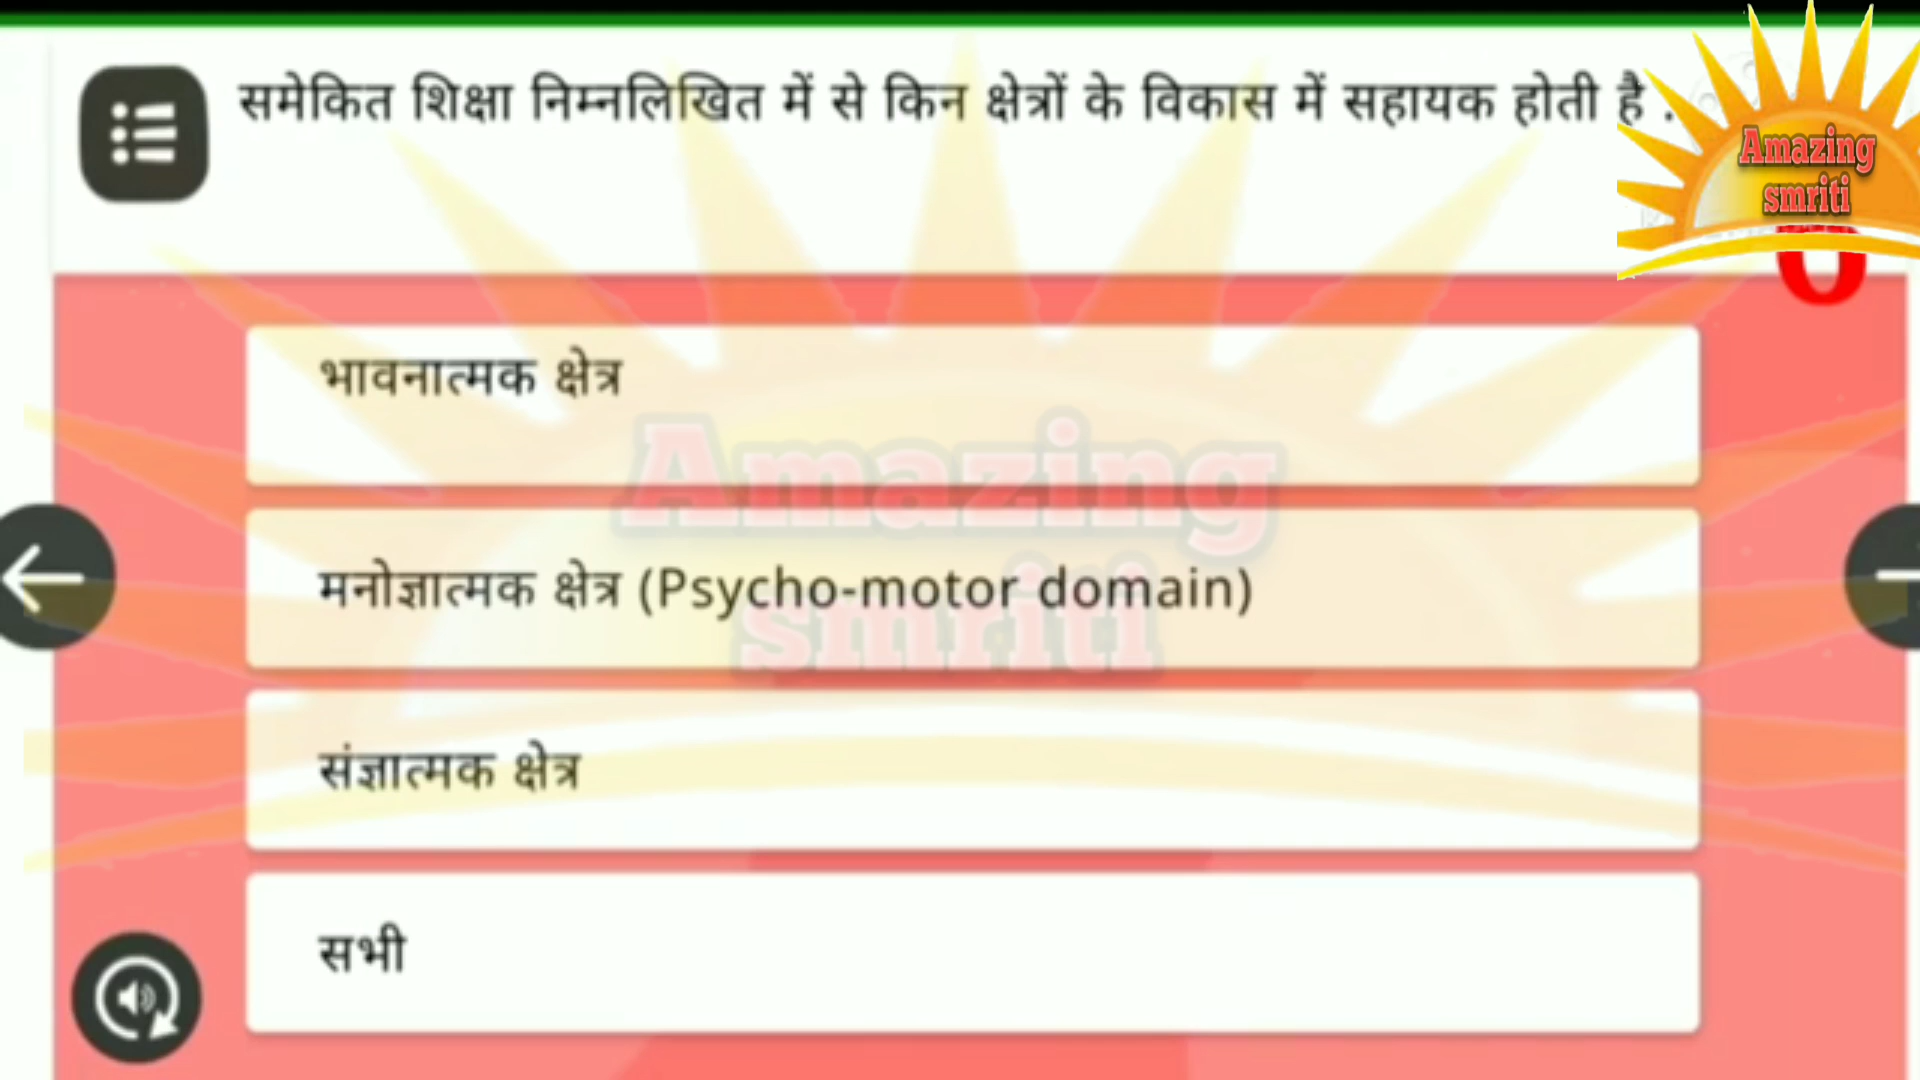 समेकित शिक्षा निम्नलिखित में से किन क्षेत्रों के विकास में सहायक होती है .
Amazing
smriti
भावनात्मक क्षेत्र
Amazing
मनोज्ञात्मक क्षेत्र (Psycho-motor domain)
smriti
संज्ञात्मक क्षेत्र
सभी